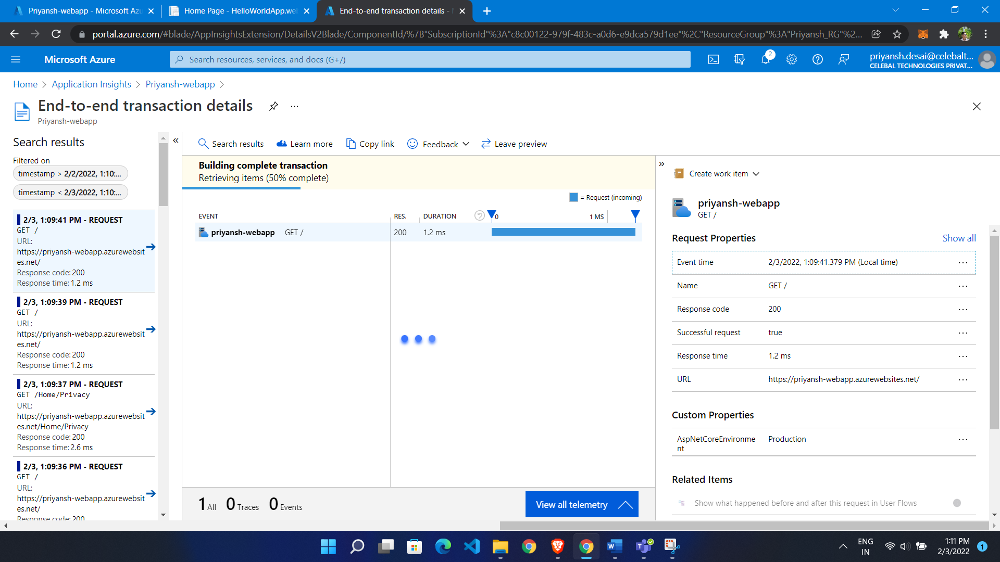 Priyansh-webapp - Microsoft Azu
Home Page - HelloWorldApp.we
End-to-end transaction details -
portal.azure.com/#blade/AppInsightsExtension/DetailsV2Blade/ComponentId/%7B"SubscriptionId"%3A"c8c00122-979f-483c-a0d6-e9dca579d1ee"%2C"ResourceGroup"%3A"Priyansh_RG"%2...
Microsoft Azure
Search resources, services, and docs (G+/)
2
priyansh.desai@celebalt...
CELEBAL TECHNOLOGIES PRIVAT...
Home > Application Insights > Priyansh-webapp >
End-to-end transaction details
...
Priyansh-webapp
Search results
Filtered on
timestamp > 2/2/2022, 1:10:...
timestamp < 2/3/2022, 1:10:...
2/3, 1:09:41 PM - REQUEST
GET /
URL:
https://priyansh-webapp.azurewebsit
es.net/
Response code: 200
Response time: 1.2 ms
2/3, 1:09:39 PM - REQUEST
GET /
URL:
https://priyansh-webapp.azurewebsit
es.net/
Response code: 200
Response time: 1.2 ms
2/3, 1:09:37 PM - REQUEST
GET /Home/Privacy
URL:
https://priyansh-webapp.azurewebsit
es.net/Home/Privacy
Response code: 200
Response time: 2.6 ms
2/3, 1:09:36 PM - REQUEST
GET /
URL:
https://priyansh-webapp.azurewebsit
es.net/
Response code: 200
«
Search results
Learn more
Copy link
Feedback
Leave preview
Building complete transaction
Retrieving items (50% complete)
= Request (incoming)
EVENT RES. DURATION 0 1 MS
priyansh-webapp GET / 200 1.2 ms
1 All 0 Traces 0 Events
View all telemetry
»
Create work item
priyansh-webapp
GET /
Request Properties
Show all
Event time 2/3/2022, 1:09:41.379 PM (Local time) ...
Name GET / ...
Response code 200 ...
Successful request true ...
Response time 1.2 ms ...
URL https://priyansh-webapp.azurewebsites.net/ ...
Custom Properties
AspNetCoreEnvironme
nt
Production ...
Related Items
Show what happened before and after this request in User Flows
ENG
IN
1:11 PM
2/3/2022
1